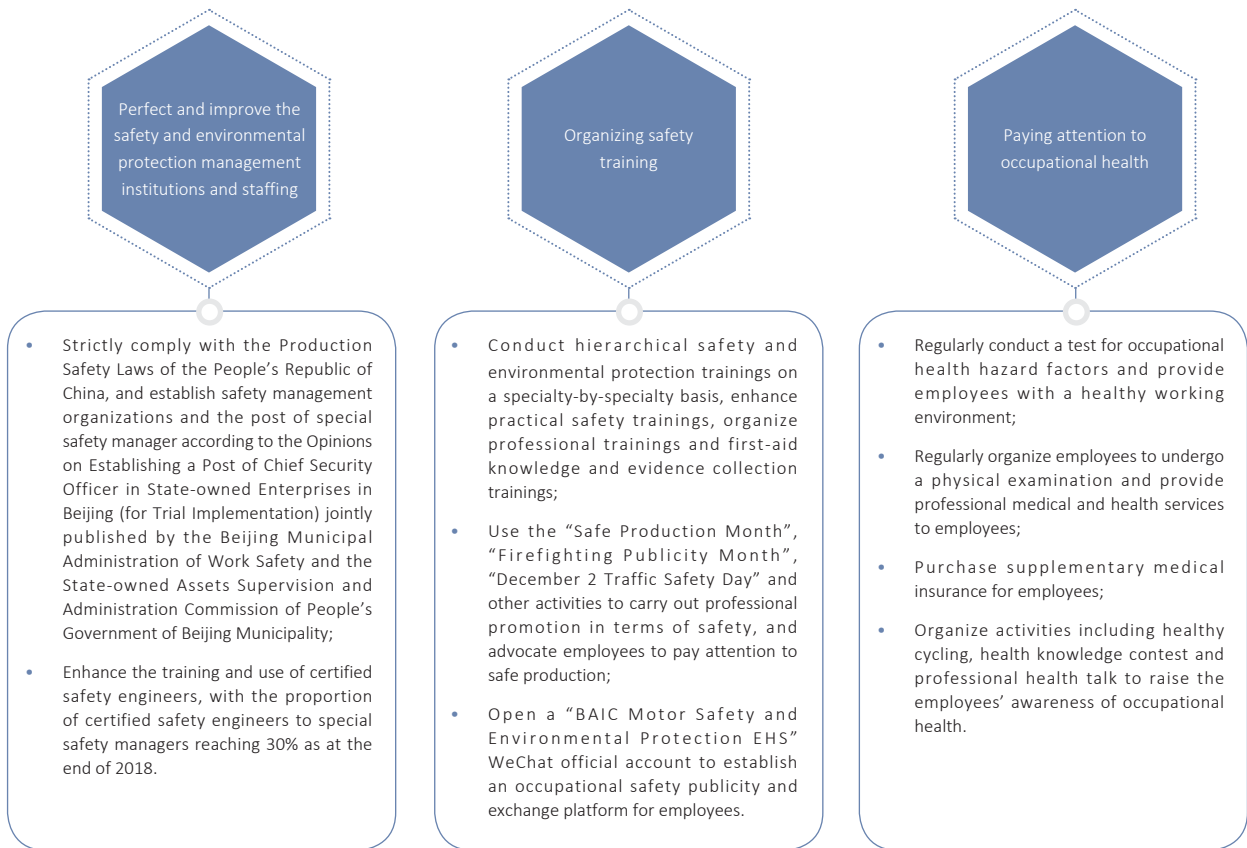 Perfect and improve the
safety and environmental
protection management
institutions and staffing
• Strictly comply with the Production
Safety Laws of the People's Republic of
China, and establish safety management
organizations and the post of special
safety manager according to the Opinions
on Establishing a Post of Chief Security
Officer in State-owned Enterprises in
Beijing (for Trial Implementation) jointly
published by the Beijing Municipal
Administration of Work Safety and the
State-owned Assets Supervision and
Administration Commission of People's
Government of Beijing Municipality;
• Enhance the training and use of certified
safety engineers, with the proportion
of certified safety engineers to special
safety managers reaching 30% as at the
end of 2018.
Organizing safety
training
• Conduct hierarchical safety and
environmental protection trainings on
a specialty-by-specialty basis, enhance
practical safety trainings, organize
professional trainings and first-aid
knowledge and evidence collection
trainings;
• Use the “Safe Production Month”,
“Firefighting Publicity Month”,
“December 2 Traffic Safety Day” and
other activities to carry out professional
promotion in terms of safety, and
advocate employees to pay attention to
safe production;
• Open a “BAIC Motor Safety and
Environmental Protection EHS”
WeChat official account to establish
an occupational safety publicity and
exchange platform for employees.
Paying attention to
occupational health
• Regularly conduct a test for occupational
health hazard factors and provide
employees with a healthy working
environment;
• Regularly organize employees to undergo
a physical examination and provide
professional medical and health services
to employees;
• Purchase supplementary medical
insurance for employees;
• Organize activities including healthy
cycling, health knowledge contest and
professional health talk to raise the
employees' awareness of occupational
health.